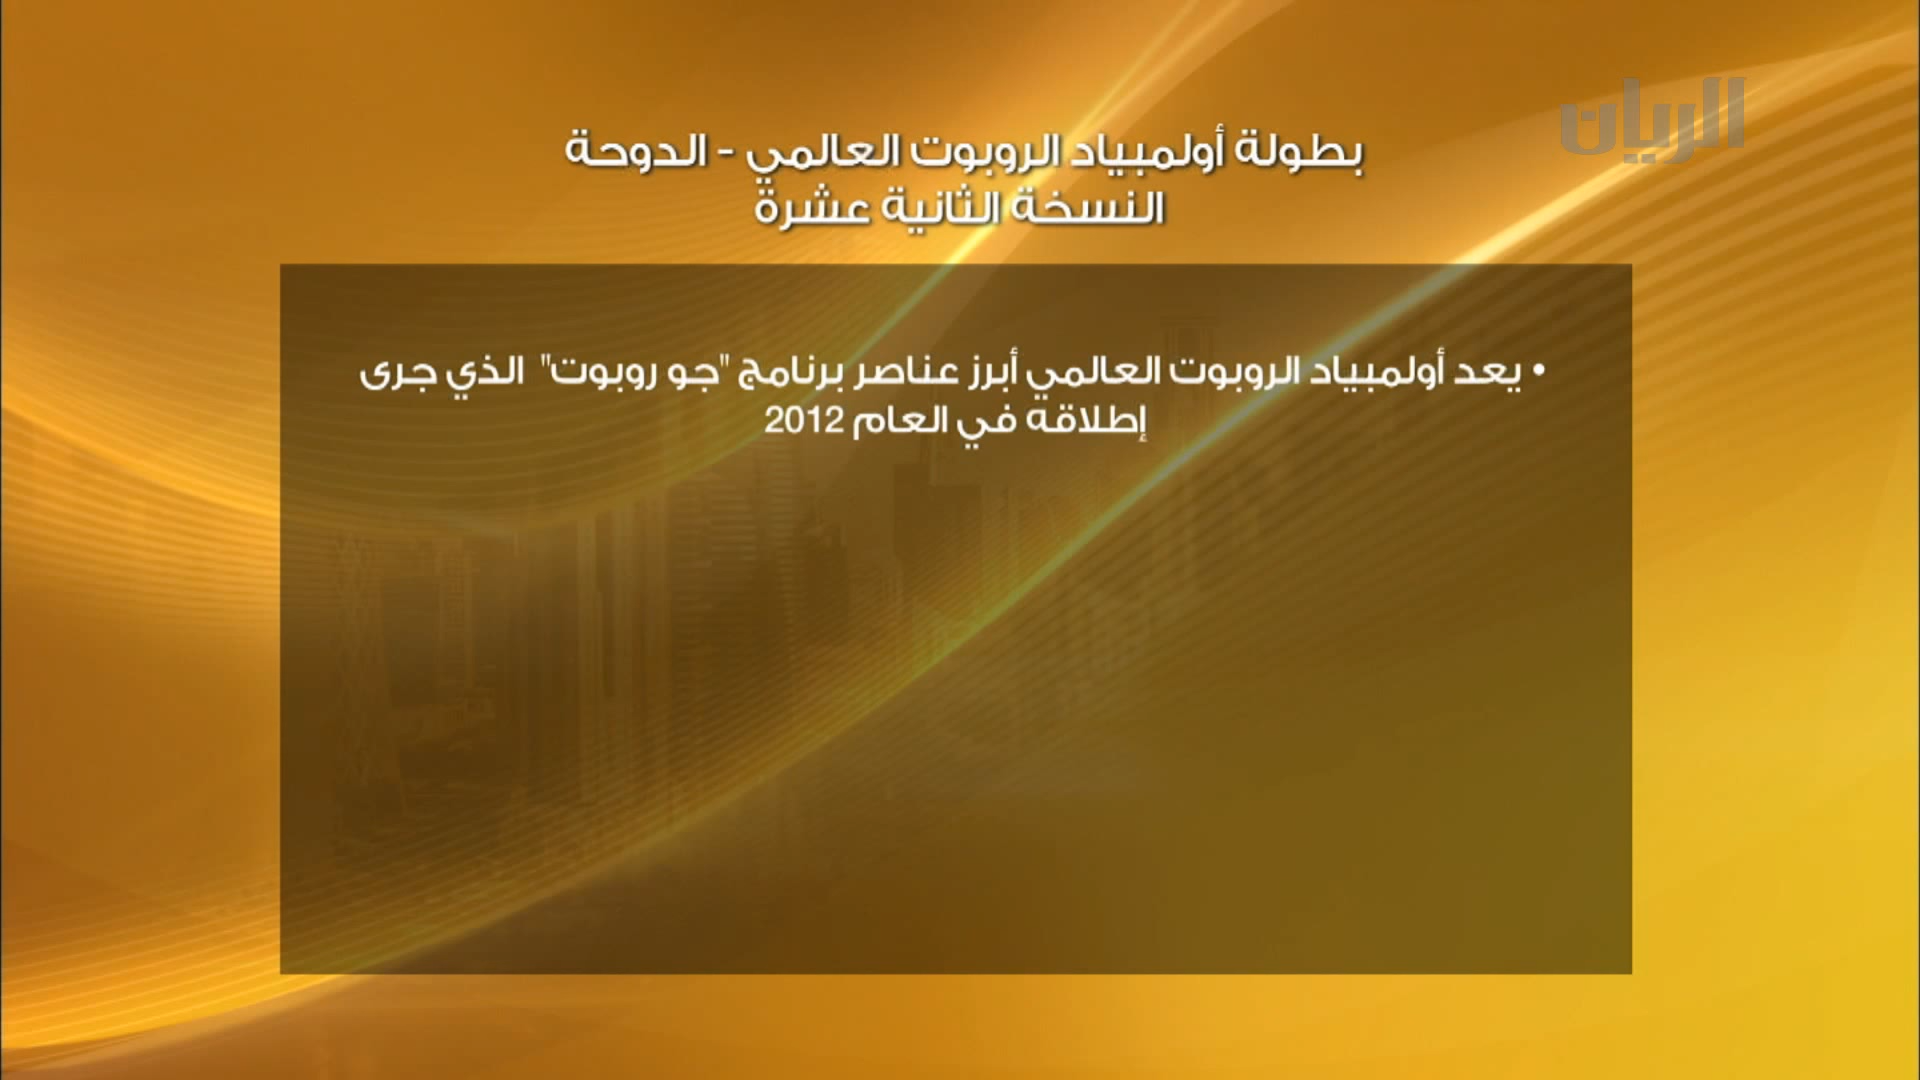 الريان
بطولة أولمبياد الروبوت العالمي - الدوحة
النسخة الثانية عشرة
• يعد أولمبياد الروبوت العالمي أبرز عناصر برنامج "جو روبوت" الذي جرى
إطلاقه في العام 2012